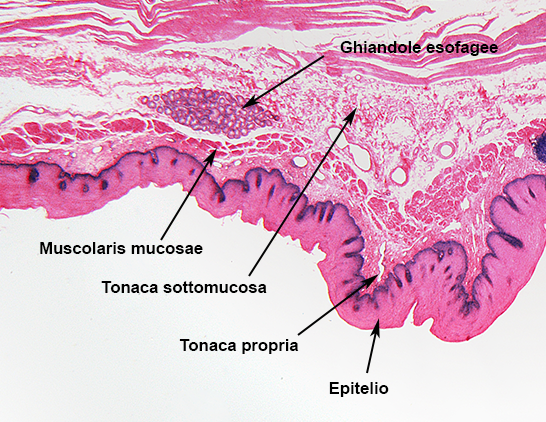 Ghiandole esofagee
Muscolaris mucosae
Tonaca sottomucosa
Tonaca propria
Epitelio